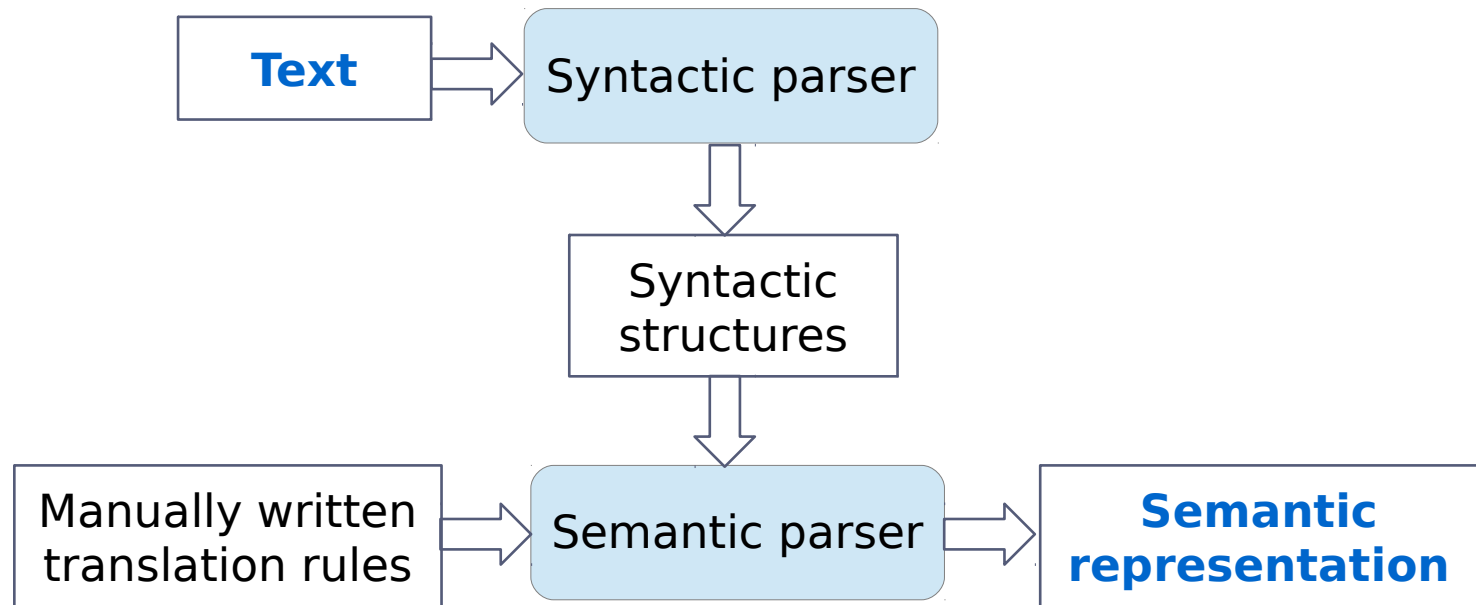 Text
Syntactic parser
Syntactic
structures
Manually written
translation rules
Semantic parser
Semantic
representation